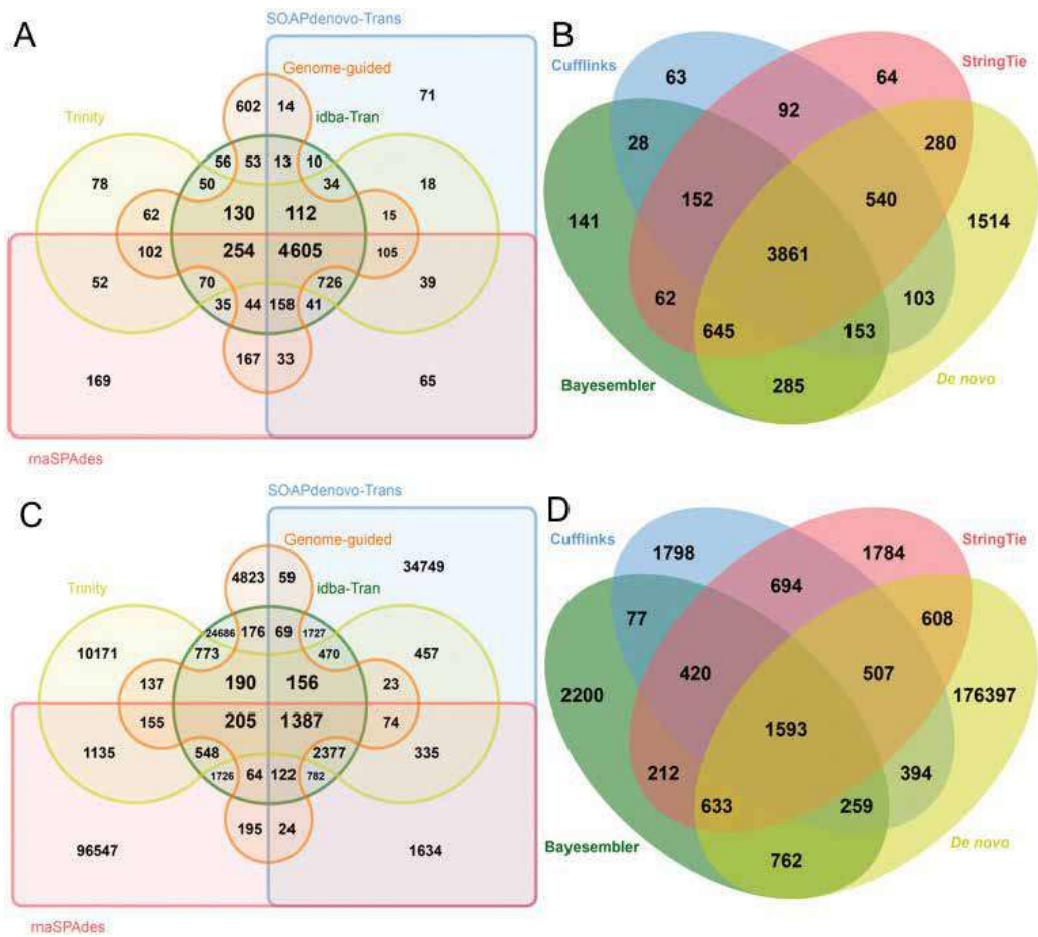 A
SOAPdenovo-Trans
Genome-guided
idba-Tran
Trinity
602 14 71
56 53 13 10
50 34
78 18
62 130 112 15
102 254 4605 105
52 39
70 726
35 44 158 41
167 33
169 65
rnaSPAdes
B
Cufflinks
StringTie
63 64
92
28 280
152 540
141 1514
3861
62 103
645 153
Bayesembler
De novo
285
C
SOAPdenovo-Trans
Genome-guided
idba-Tran
Trinity
4823 59 34749
24686 176 69 1727
773 470
10171 457
137 190 156 23
155 205 1387 74
1135 335
548 2377
1726 64 122 782
195 24
96547 1634
rnaSPAdes
D
Cufflinks
StringTie
1798 1784
694
77 608
420 507
2200 176397
1593
212 394
633 259
Bayesembler
De novo
762